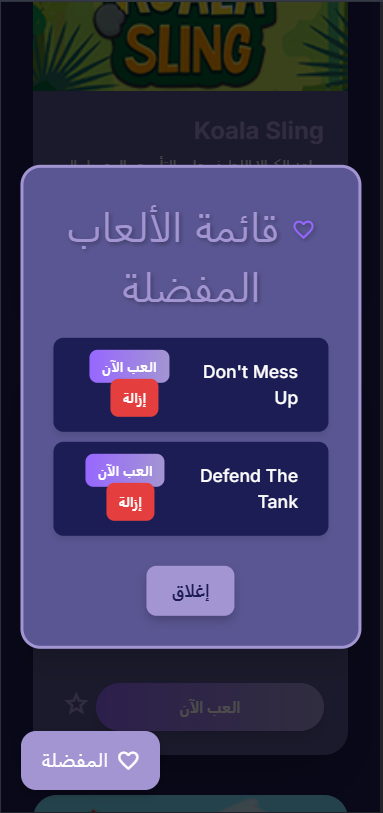 KOALA
SLING
Koala Sling
قائمة الألعاب
المفضلة
Don't Mess
Up
العب الآن
إزالة
Defend The
Tank
العب الآن
إزالة
إغلاق
العب الآن
المفضلة